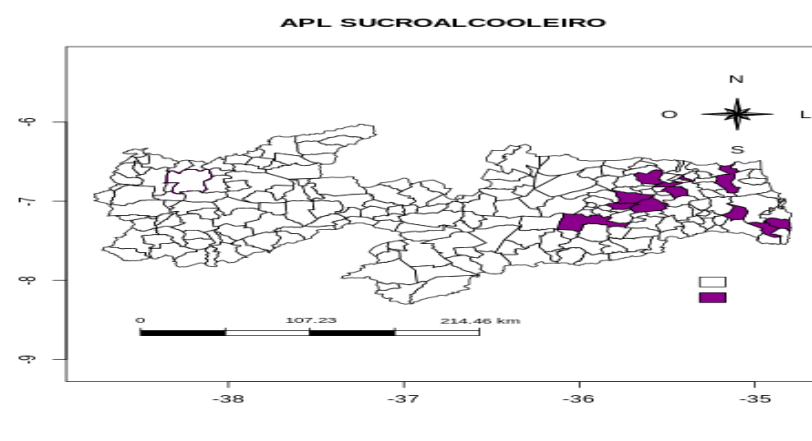 APL SUCROALCOOLEIRO
N
O
L
S
-6
-7
-8
-9
0 107.23 214.46 km
-38 -37 -36 -35